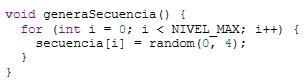 void generaSecuencia() {
  for (int i = 0; i < NIVEL_MAX; i++) {
    secuencia[i] = random(0, 4);
  }
}